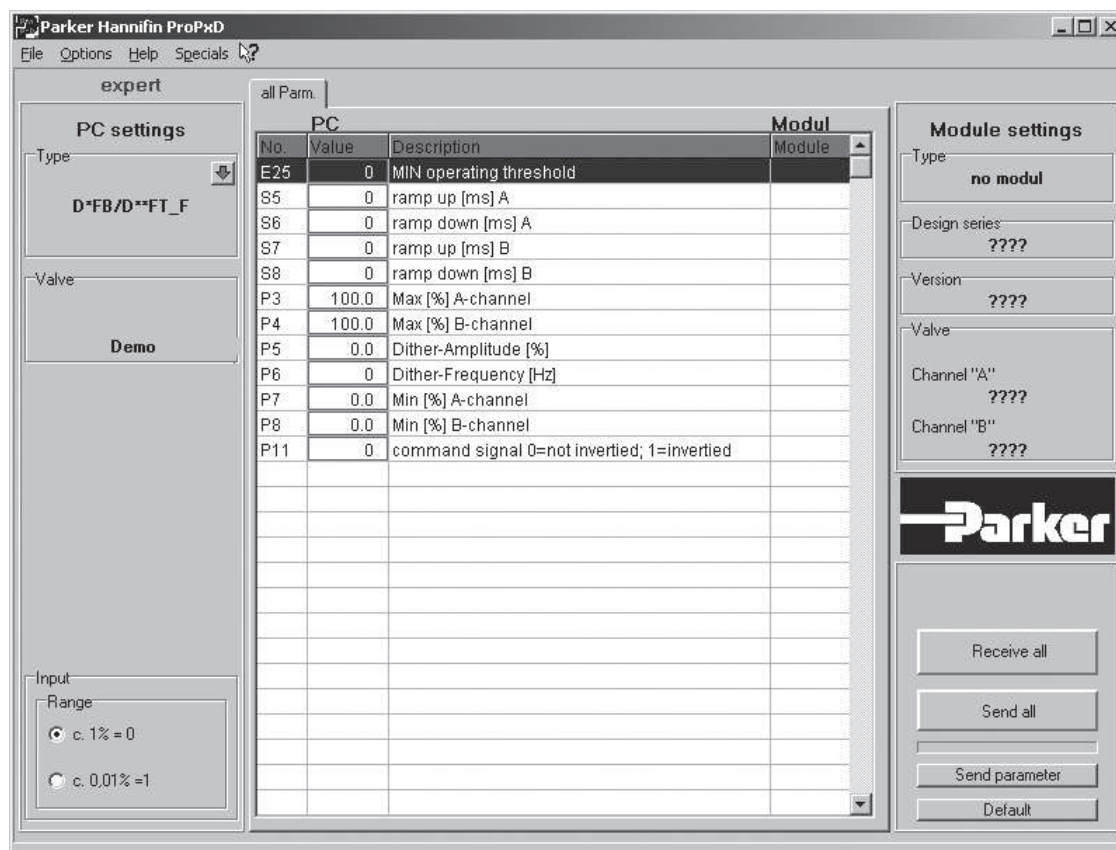 Parker Hannifin ProPxD
File Options Help Specials
expert
PC settings
Type
D*FB/D**FT_F
Valve
Demo
Input
Range
c. 1% = 0
c. 0,01% =1
all Parm.
PC Modul
No. Value Description Module
E25 0 MIN operating threshold
S5 0 ramp up [ms] A
S6 0 ramp down [ms] A
S7 0 ramp up [ms] B
S8 0 ramp down [ms] B
P3 100.0 Max [%] A-channel
P4 100.0 Max [%] B-channel
P5 0.0 Dither-Amplitude [%]
P6 0 Dither-Frequency [Hz]
P7 0.0 Min [%] A-channel
P8 0.0 Min [%] B-channel
P11 0 command signal 0=not invertied; 1=invertied
Module settings
Type
no modul
Design series
????
Version
????
Valve
Channel "A"
????
Channel "B"
????
Parker
Receive all
Send all
Send parameter
Default